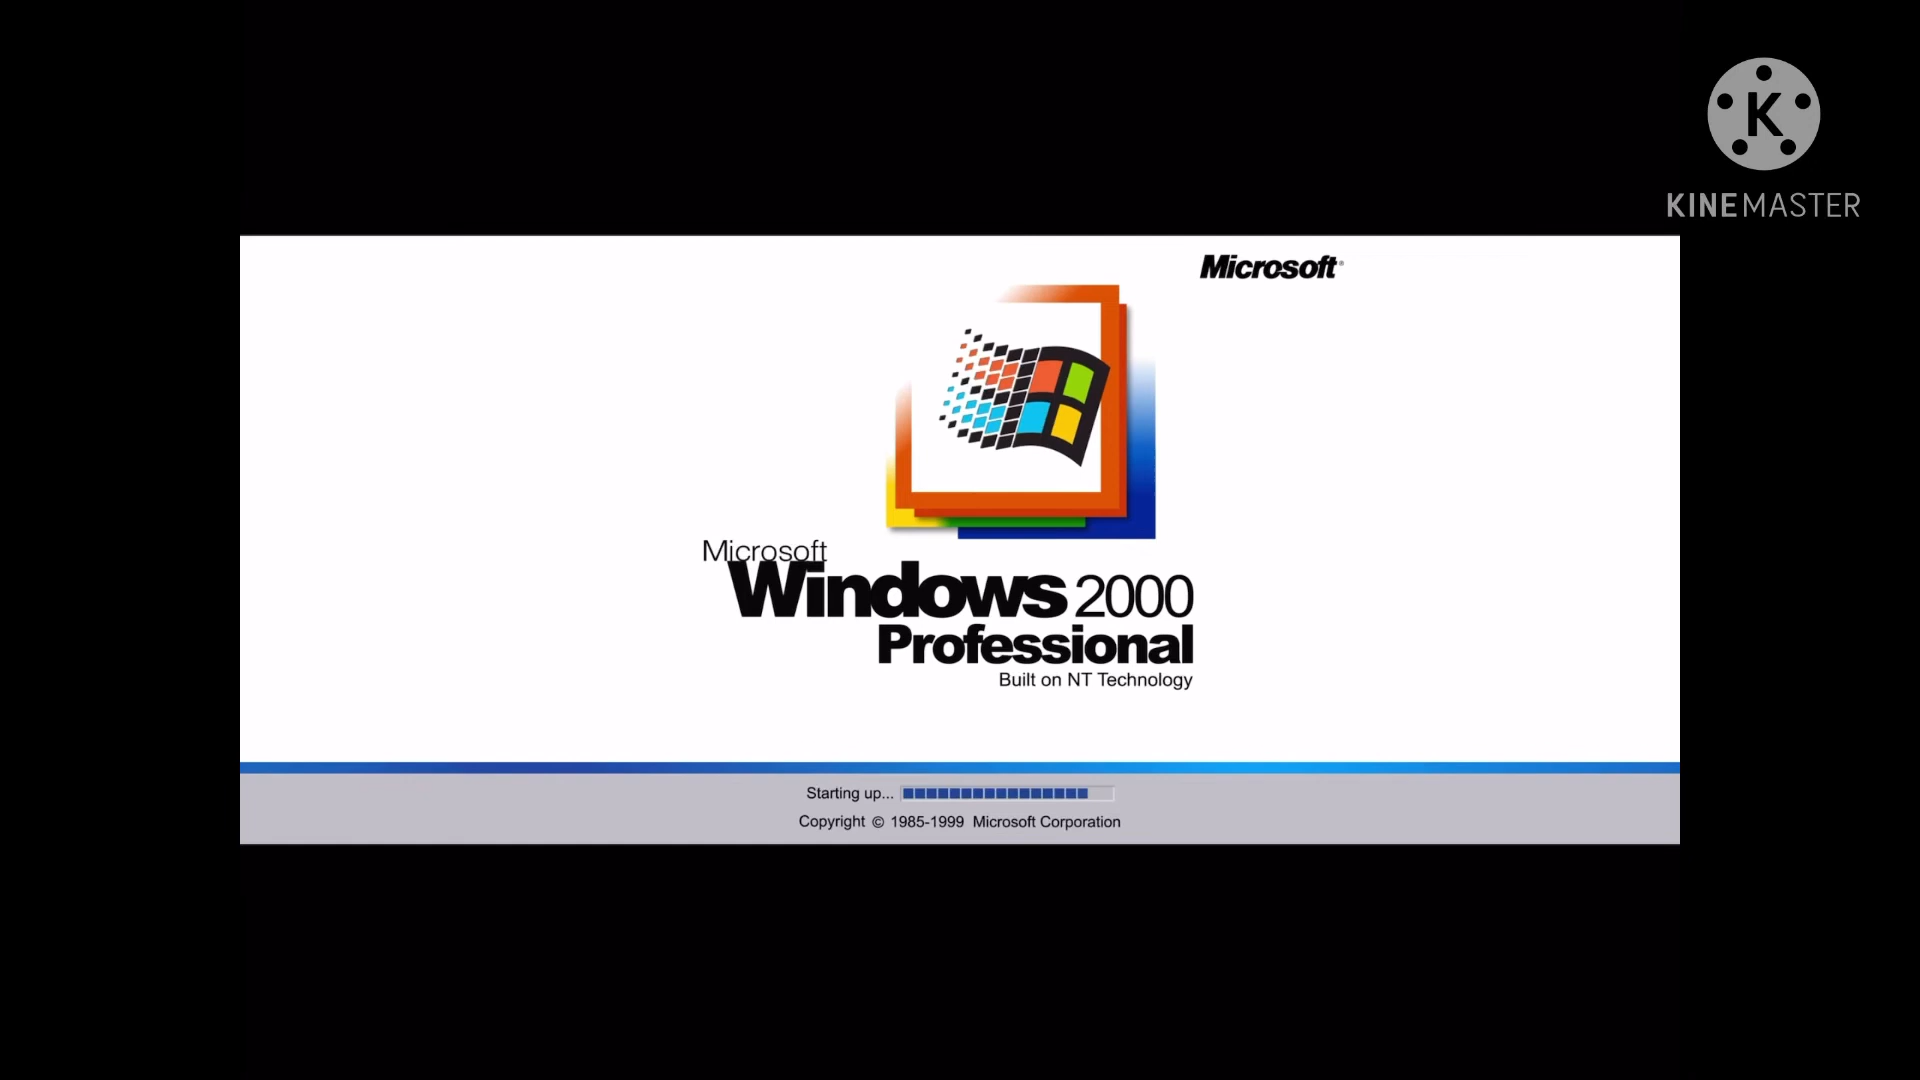 K
KINEMASTER
Microsoft®
Microsoft
Windows 2000
Professional
Built on NT Technology
Starting up...
Copyright © 1985-1999 Microsoft Corporation